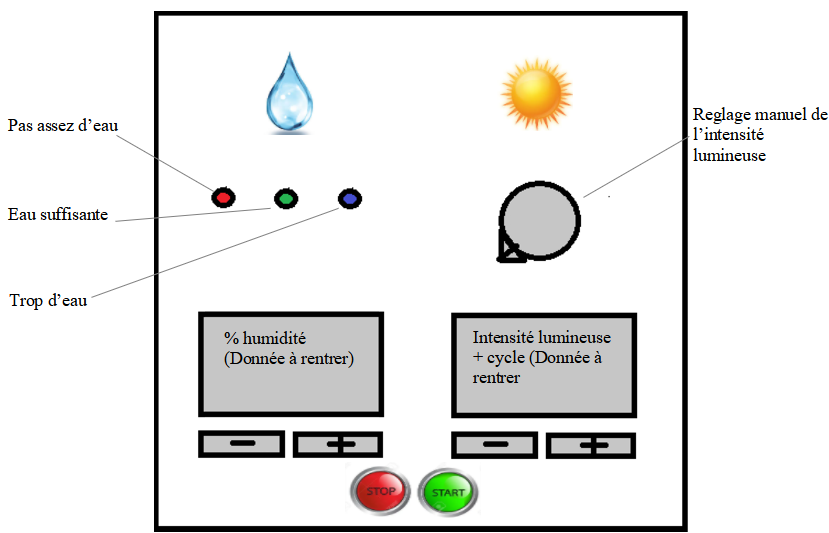 Pas assez d’eau
Eau suffisante
Trop d’eau
Reglage manuel de
l’intensité
lumineuse
% humidité
(Donnée à rentrer)
Intensité lumineuse
+ cycle (Donnée à
rentrer
STOP
START